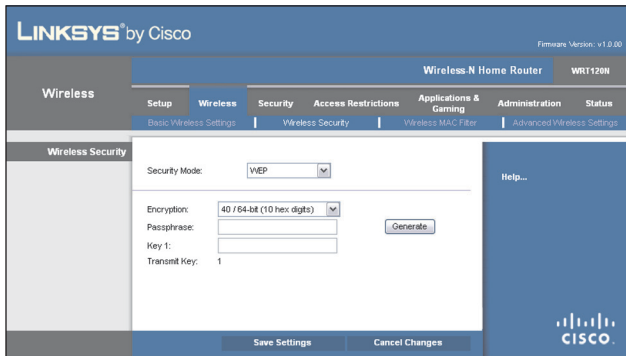 LINKSYS® by Cisco
Firmware Version: v1.0.00
Wireless-N Home Router WRT120N
Wireless
Setup Wireless Security Access Restrictions Applications & Gaming Administration Status
Basic Wireless Settings Wireless Security Wireless MAC Filter Advanced Wireless Settings
Wireless Security
Security Mode: WEP
Help...
Encryption: 40 / 64-bit (10 hex digits)
Passphrase: Generate
Key 1:
Transmit Key: 1
Save Settings Cancel Changes
CISCO.